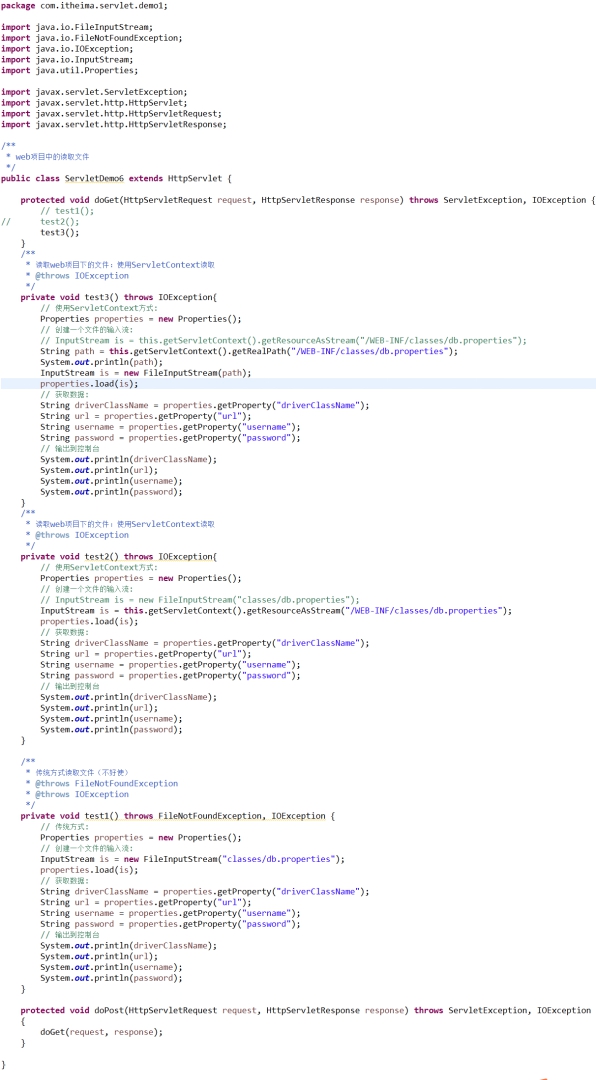 package com.itheima.servlet.demo1;
import java.io.FileInputStream;
import java.io.FileNotFoundException;
import java.io.IOException;
import java.io.InputStream;
import java.util.Properties;
import javax.servlet.ServletException;
import javax.servlet.http.HttpServlet;
import javax.servlet.http.HttpServletRequest;
import javax.servlet.http.HttpServletResponse;
/**
 * web项目中的读取文件
 */
public class ServletDemo6 extends HttpServlet {
    protected void doGet(HttpServletRequest request, HttpServletResponse response) throws ServletException, IOException {
        // test1();
//      test2();
        test3();
    }
    /**
     * 读取web项目下的文件：使用ServletContext读取
     * @throws IOException
     */
    private void test3() throws IOException{
        // 使用ServletContext方式:
        Properties properties = new Properties();
        // 创建一个文件的输入流:
        // InputStream is = this.getServletContext().getResourceAsStream("/WEB-INF/classes/db.properties");
        String path = this.getServletContext().getRealPath("/WEB-INF/classes/db.properties");
        System.out.println(path);
        InputStream is = new FileInputStream(path);
        properties.load(is);
        // 获取数据:
        String driverClassName = properties.getProperty("driverClassName");
        String url = properties.getProperty("url");
        String username = properties.getProperty("username");
        String password = properties.getProperty("password");
        // 输出到控制台
        System.out.println(driverClassName);
        System.out.println(url);
        System.out.println(username);
        System.out.println(password);
    }
    /**
     * 读取web项目下的文件：使用ServletContext读取
     * @throws IOException
     */
    private void test2() throws IOException{
        // 使用ServletContext方式:
        Properties properties = new Properties();
        // 创建一个文件的输入流:
        // InputStream is = new FileInputStream("classes/db.properties");
        InputStream is = this.getServletContext().getResourceAsStream("/WEB-INF/classes/db.properties");
        properties.load(is);
        // 获取数据:
        String driverClassName = properties.getProperty("driverClassName");
        String url = properties.getProperty("url");
        String username = properties.getProperty("username");
        String password = properties.getProperty("password");
        // 输出到控制台
        System.out.println(driverClassName);
        System.out.println(url);
        System.out.println(username);
        System.out.println(password);
    }
    /**
     * 传统方式读取文件（不好使）
     * @throws FileNotFoundException
     * @throws IOException
     */
    private void test1() throws FileNotFoundException, IOException {
        // 传统方式:
        Properties properties = new Properties();
        // 创建一个文件的输入流:
        InputStream is = new FileInputStream("classes/db.properties");
        properties.load(is);
        // 获取数据:
        String driverClassName = properties.getProperty("driverClassName");
        String url = properties.getProperty("url");
        String username = properties.getProperty("username");
        String password = properties.getProperty("password");
        // 输出到控制台
        System.out.println(driverClassName);
        System.out.println(url);
        System.out.println(username);
        System.out.println(password);
    }
    protected void doPost(HttpServletRequest request, HttpServletResponse response) throws ServletException, IOException
    {
        doGet(request, response);
    }
}